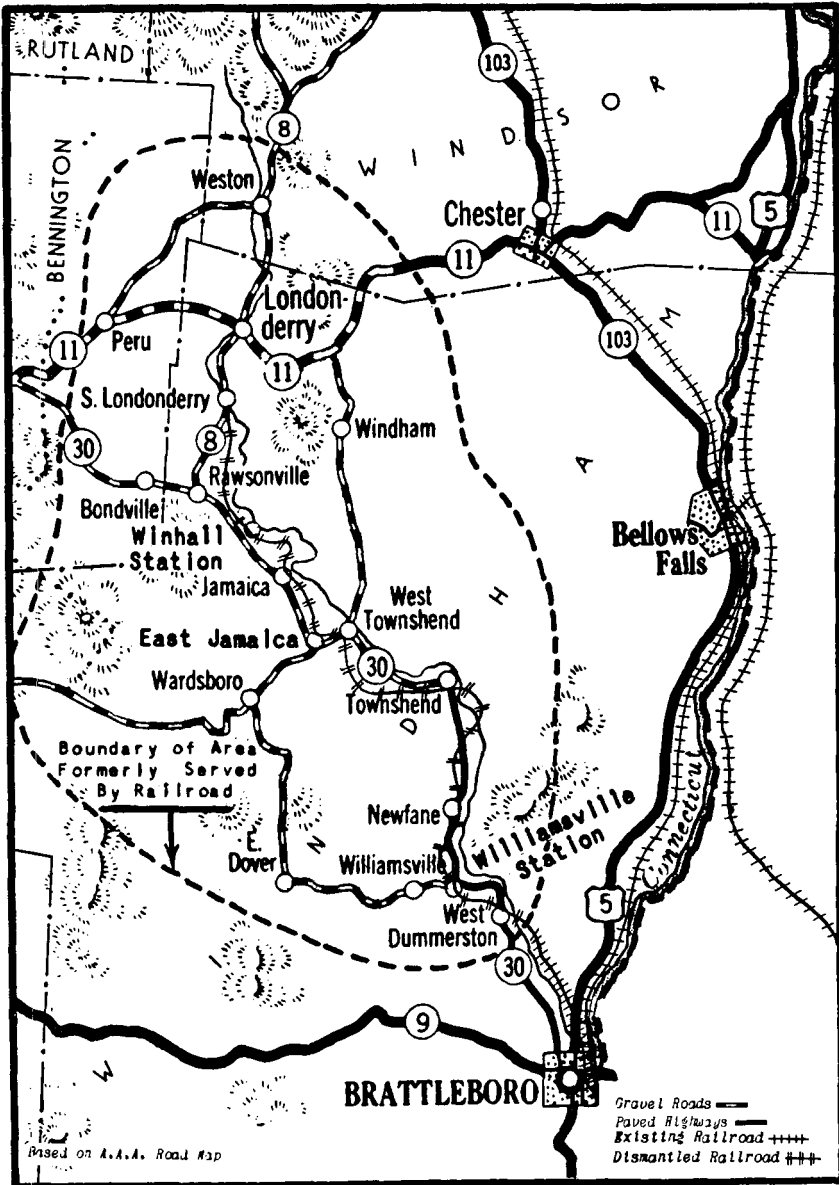 RUTLAND
BENNINGTON
WINDSOR
103
8
Weston
Chester
5
11
11
London-
derry
Peru
11
11
103
S. Londonderry
8
Windham
30
Rawsonville
Bondville
Winhall
Station
Jamaica
Bellows
Falls
West
Townshend
East Jamaica
30
Wardsboro
Townshend
WINDHAM
Boundary of Area
Formerly Served
By Railroad
Newfane
Williamsville
Station
E.
Dover
Williamsville
Connecticut
5
West
Dummerston
30
9
BRATTLEBORO
Gravel Roads
Paved Highways
Existing Railroad
Dismantled Railroad
Based on A.A.A. Road Map